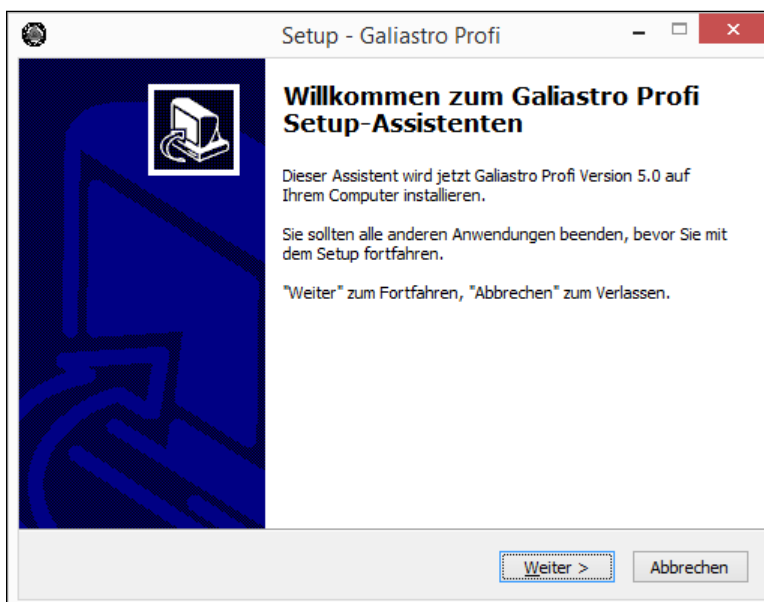 Setup - Galiastro Profi
Willkommen zum Galiastro Profi
Setup-Assistenten
Dieser Assistent wird jetzt Galiastro Profi Version 5.0 auf
Ihrem Computer installieren.
Sie sollten alle anderen Anwendungen beenden, bevor Sie mit
dem Setup fortfahren.
"Weiter" zum Fortfahren, "Abbrechen" zum Verlassen.
Weiter >
Abbrechen